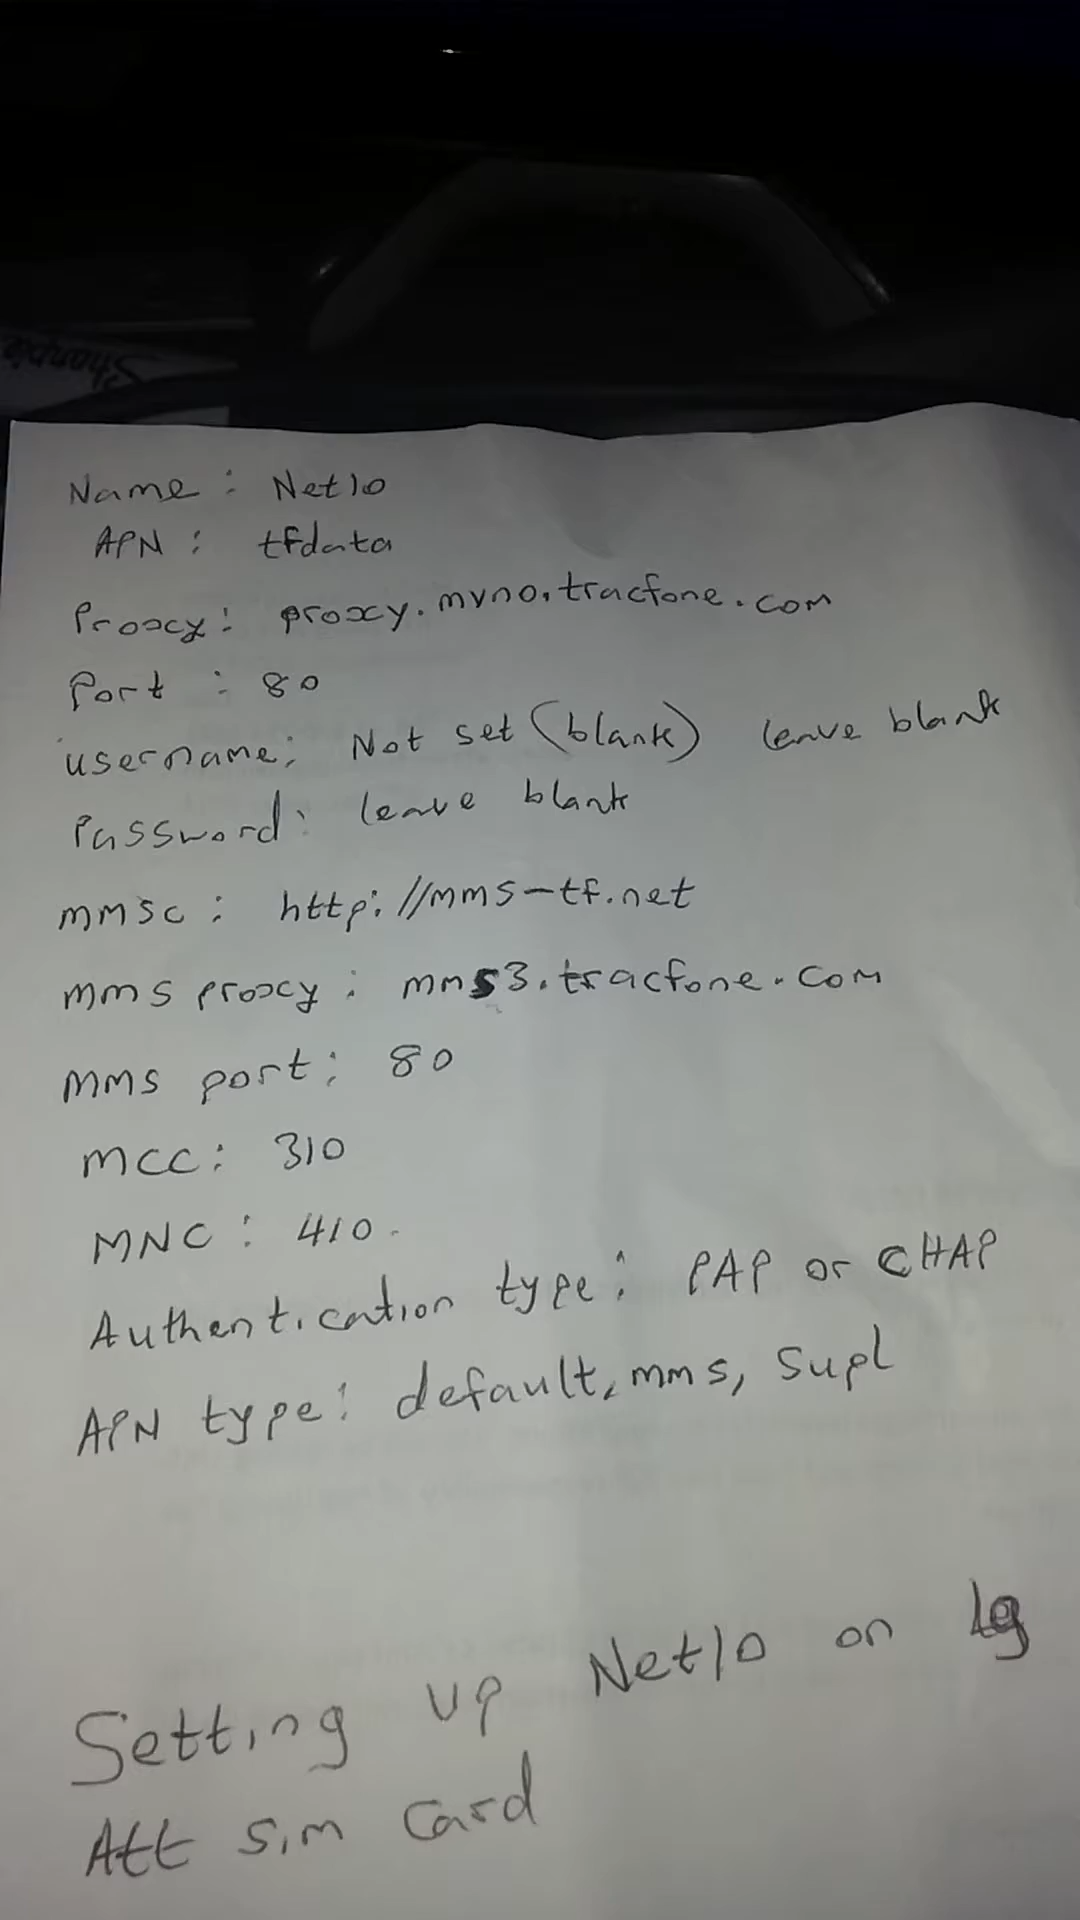 Sharpie
Name : Net10
APN : tfdata
Proxy: proxy.mvno.tracfone.com
Port : 80
username: Not set (blank) leave blank
Password: leave blank
mmsc : http://mms-tf.net
mms proxy : mms3.tracfone.com
mms port: 80
MCC: 310
MNC : 410
Authentication type: PAP or CHAP
APN type: default, mms, supl
Setting up Net10 on Lg
Att sim card